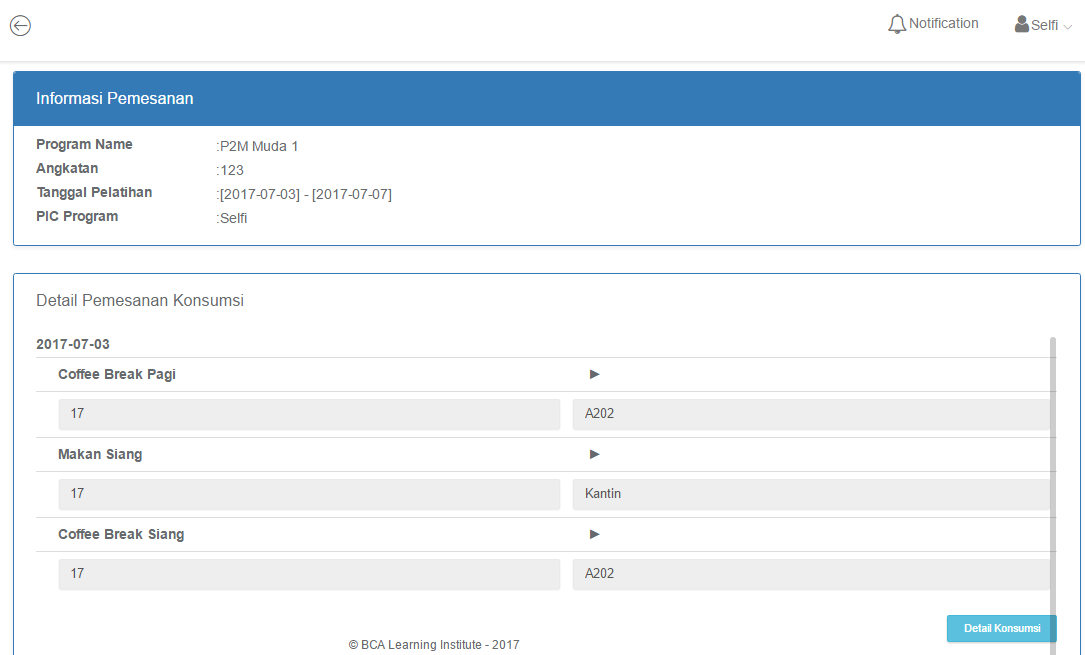 Notification Selfi
Informasi Pemesanan
Program Name :P2M Muda 1
Angkatan :123
Tanggal Pelatihan :[2017-07-03] - [2017-07-07]
PIC Program :Selfi
Detail Pemesanan Konsumsi
2017-07-03
Coffee Break Pagi
17 A202
Makan Siang
17 Kantin
Coffee Break Siang
17 A202
Detail Konsumsi
© BCA Learning Institute - 2017